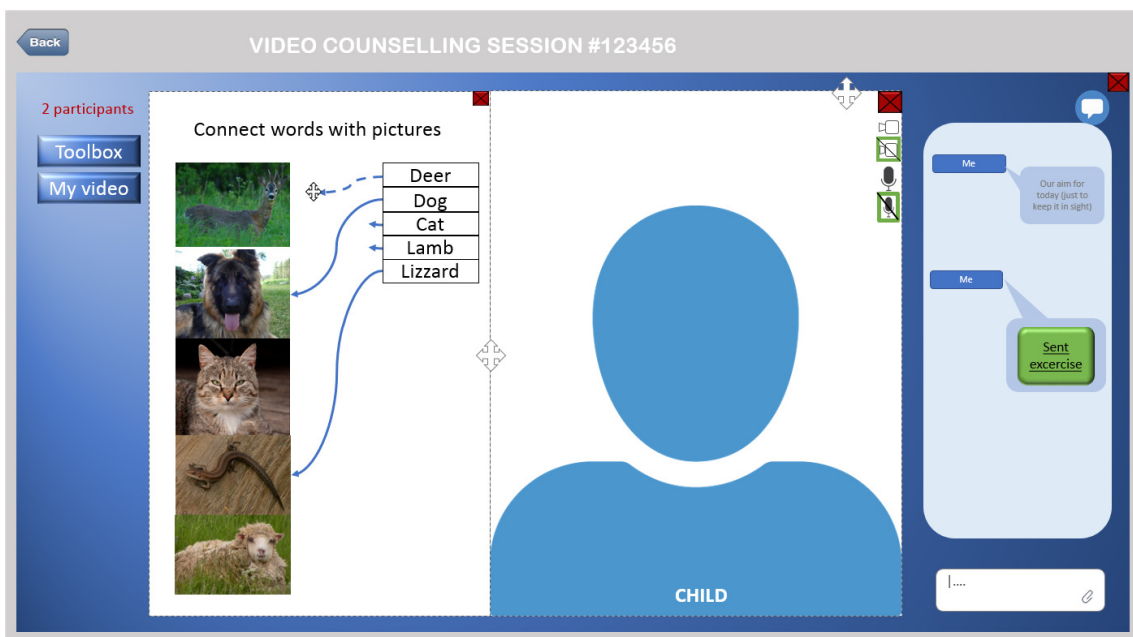 Back
VIDEO COUNSELLING SESSION #123456
2 participants
Toolbox
My video
Connect words with pictures
Deer
Dog
Cat
Lamb
Lizzard
CHILD
Me
Our aim for
today (just to
keep it in sight)
Me
Sent
excercise
|....